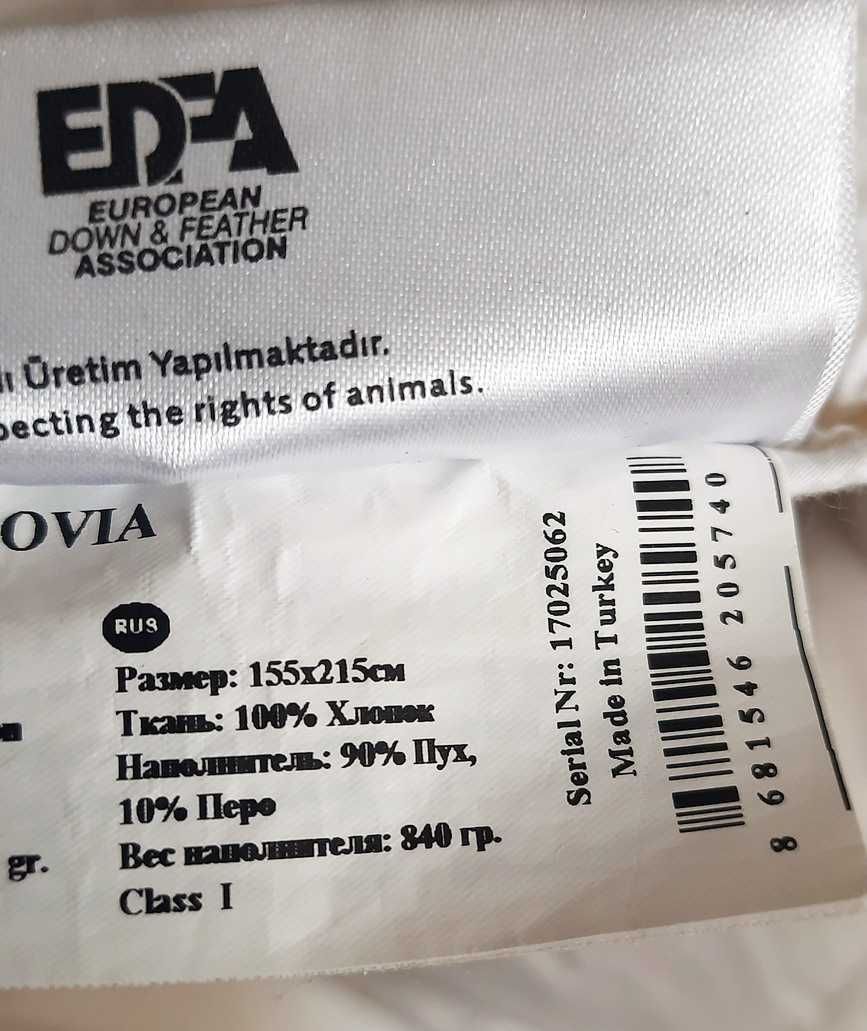 EDFA
EUROPEAN
DOWN & FEATHER
ASSOCIATION
Üretim Yapılmaktadır.
pecting the rights of animals.
OVIA
RUS
Размер: 155x215см
Ткань: 100% Хлопок
Наполнитель: 90% Пух,
10% Перо
Вес наполнителя: 840 гр.
Class I
gr.
Serial Nr: 17025062
Made in Turkey
8 681546 205740